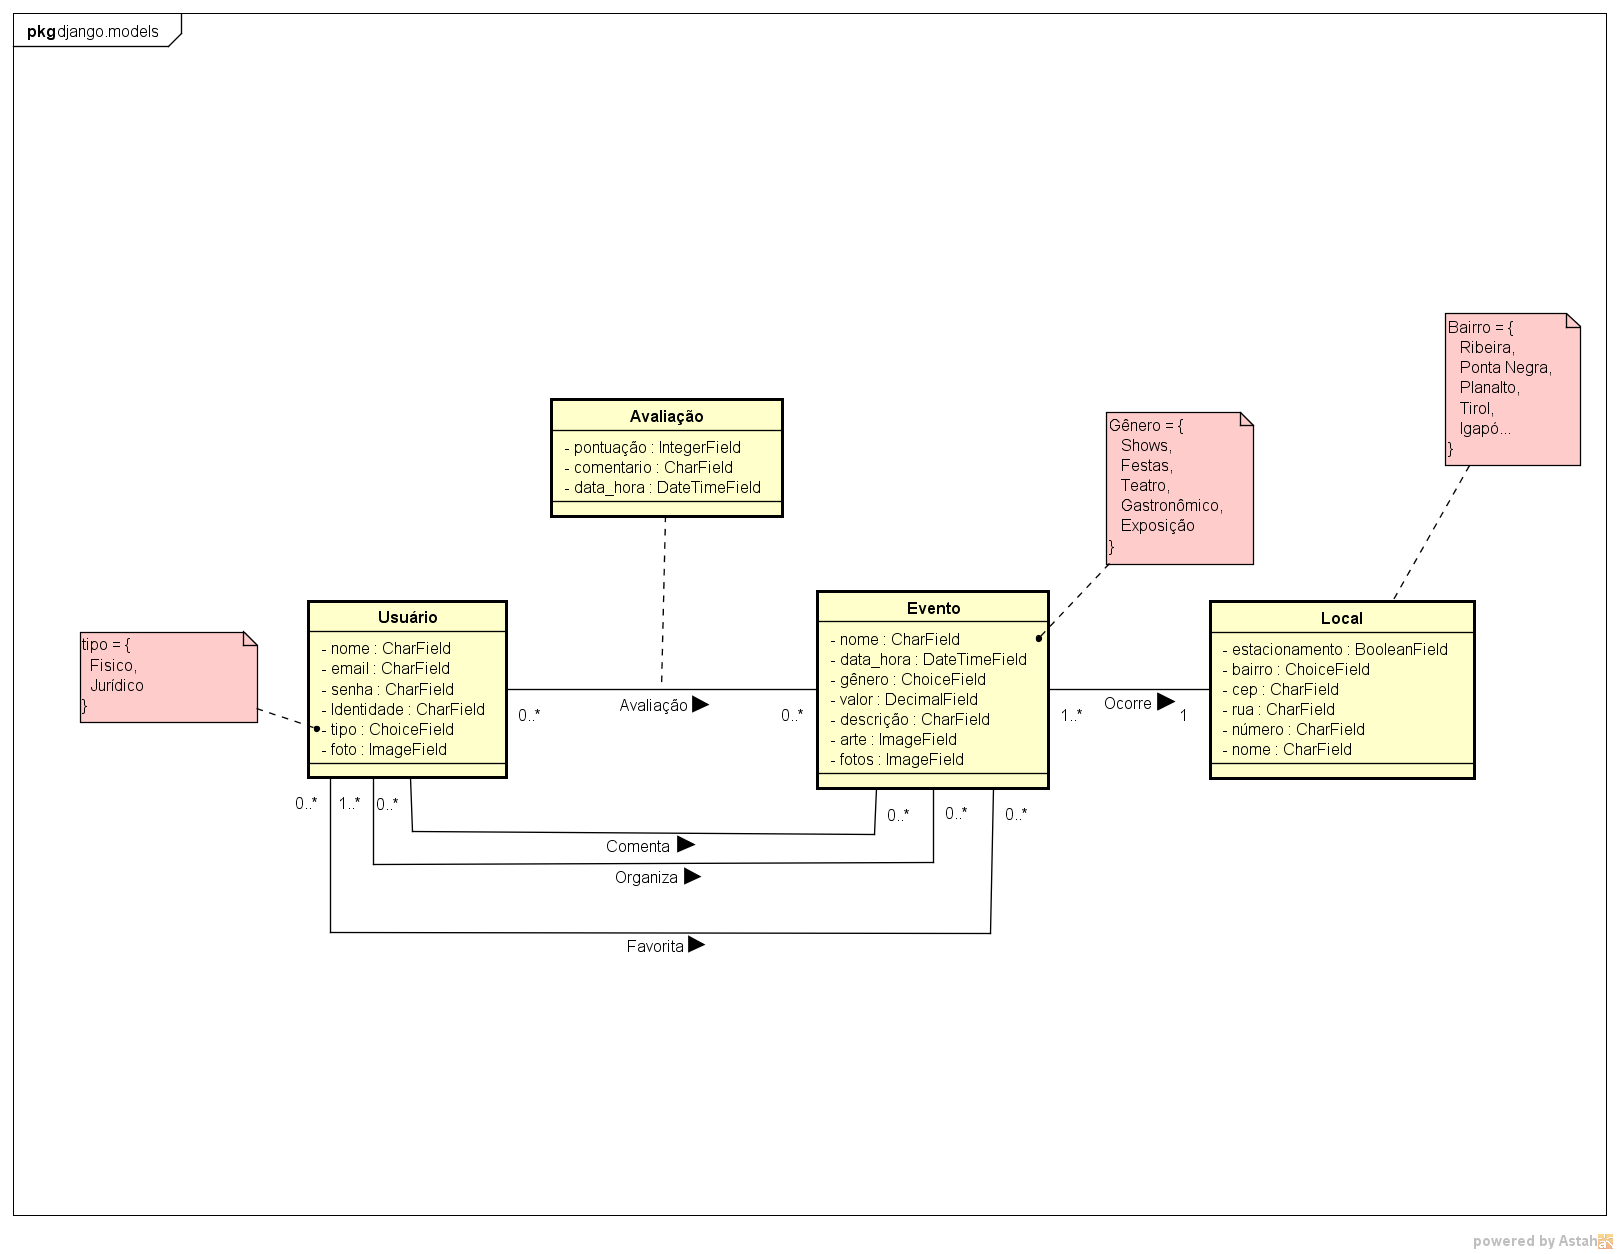 pkg django.models
Bairro = {
Ribeira,
Ponta Negra,
Planalto,
Tirol,
Igapó...
}
Avaliação
- pontuação : IntegerField
- comentario : CharField
- data_hora : DateTimeField
Gênero = {
Shows,
Festas,
Teatro,
Gastronômico,
Exposição
}
tipo = {
Fisico,
Jurídico
}
Usuário
- nome : CharField
- email : CharField
- senha : CharField
- Identidade : CharField
- tipo : ChoiceField
- foto : ImageField
0..*
Avaliação
0..*
Evento
- nome : CharField
- data_hora : DateTimeField
- gênero : ChoiceField
- valor : DecimalField
- descrição : CharField
- arte : ImageField
- fotos : ImageField
1..*
Ocorre
1
Local
- estacionamento : BooleanField
- bairro : ChoiceField
- cep : CharField
- rua : CharField
- número : CharField
- nome : CharField
0..*
1..*
0..*
0..*
0..*
0..*
Comenta
Organiza
Favorita
powered by Astah